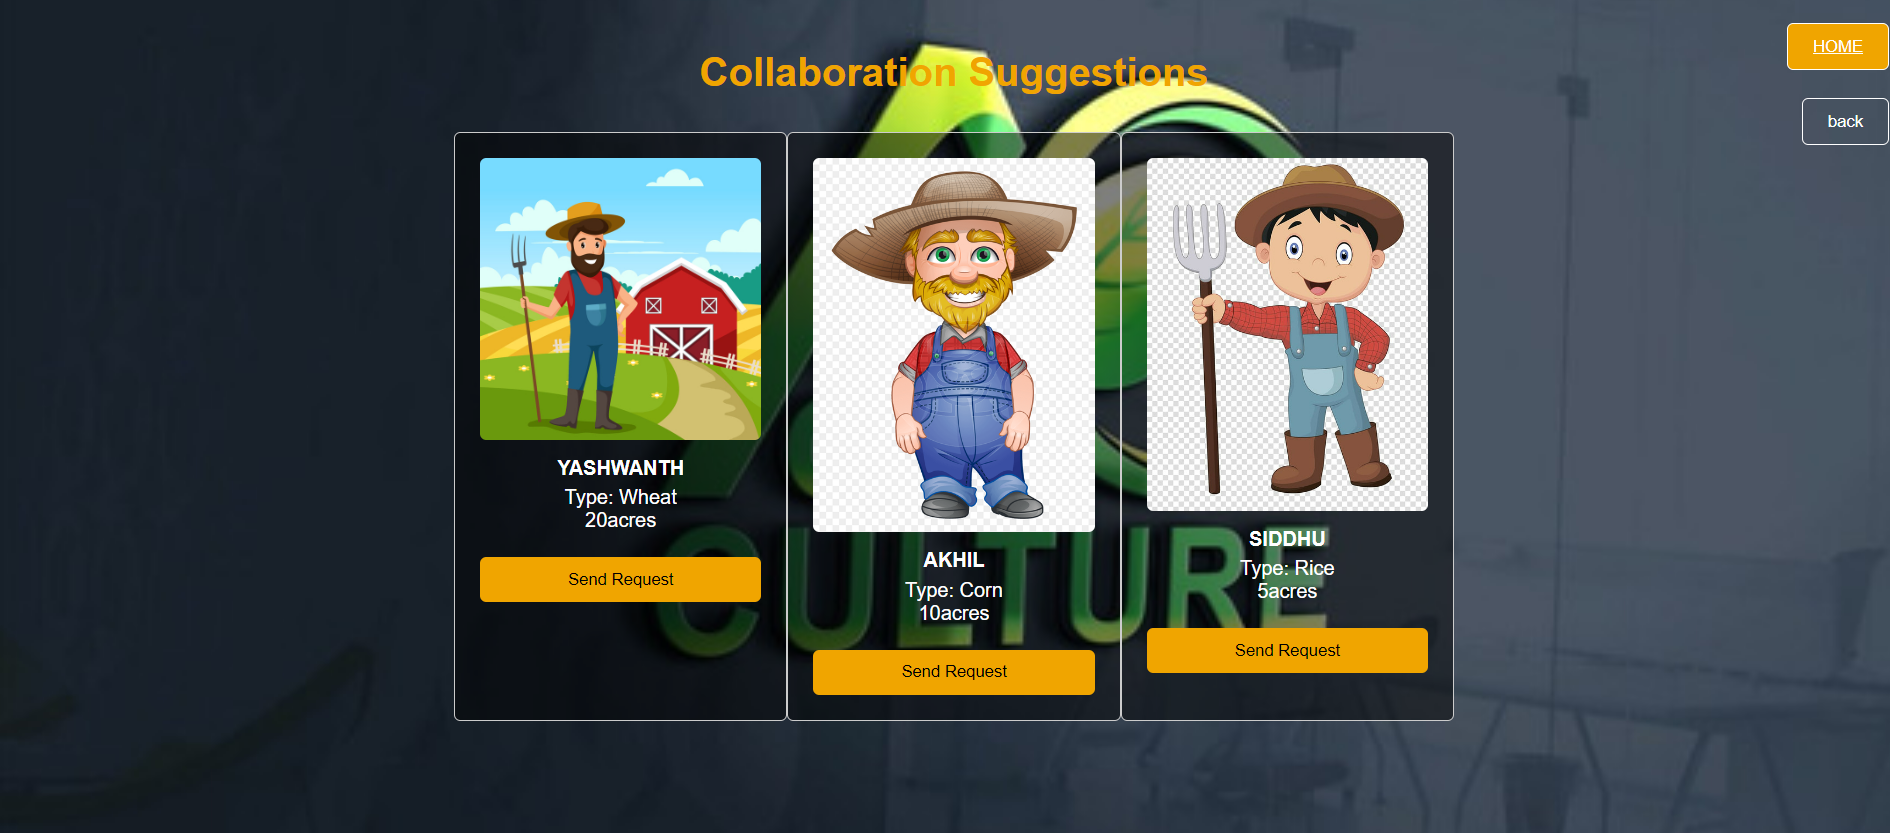 HOME
back
Collaboration Suggestions
YASHWANTH
Type: Wheat
20acres
Send Request
AKHIL
Type: Corn
10acres
Send Request
SIDDHU
Type: Rice
5acres
Send Request
CULTURE